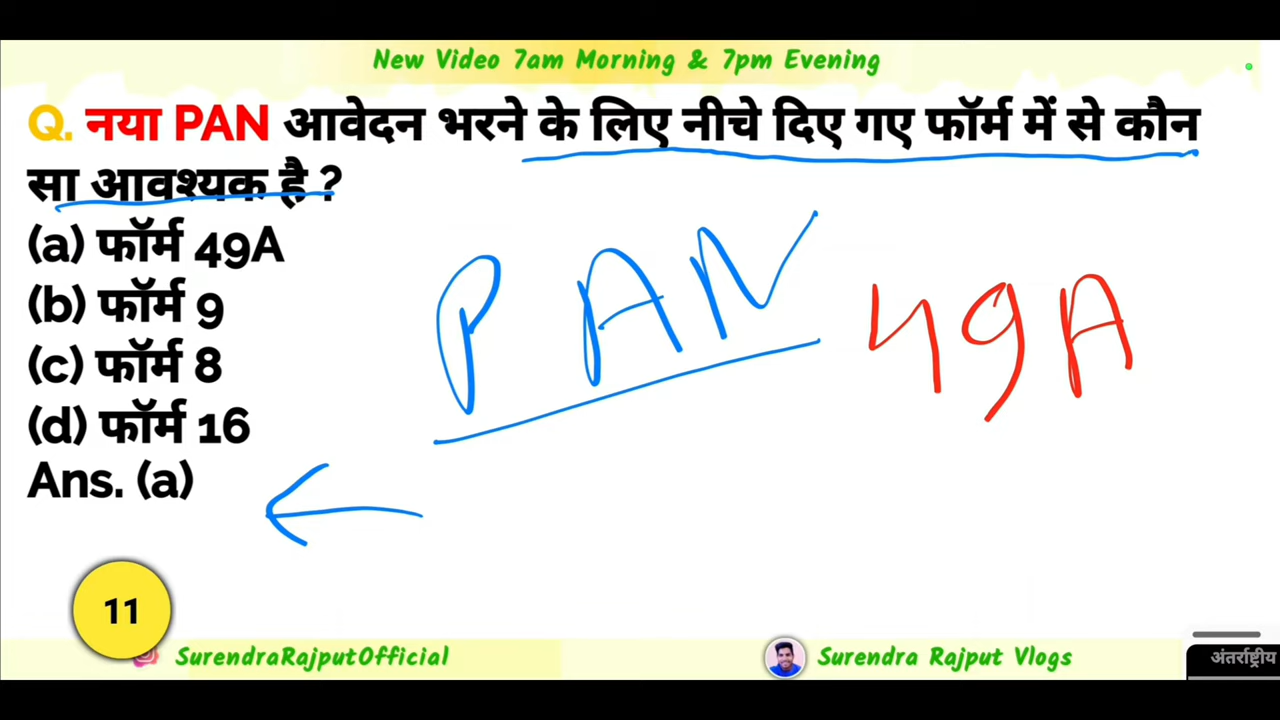 New Video 7am Morning & 7pm Evening
Q. नया PAN आवेदन भरने के लिए नीचे दिए गए फॉर्म में से कौन
सा आवश्यक है ?
(a) फॉर्म 49A
(b) फॉर्म 9
(c) फॉर्म 8
(d) फॉर्म 16
Ans. (a)
PAN
49A
11
SurendraRajputOfficial
Surendra Rajput Vlogs
अंतर्राष्ट्रीय